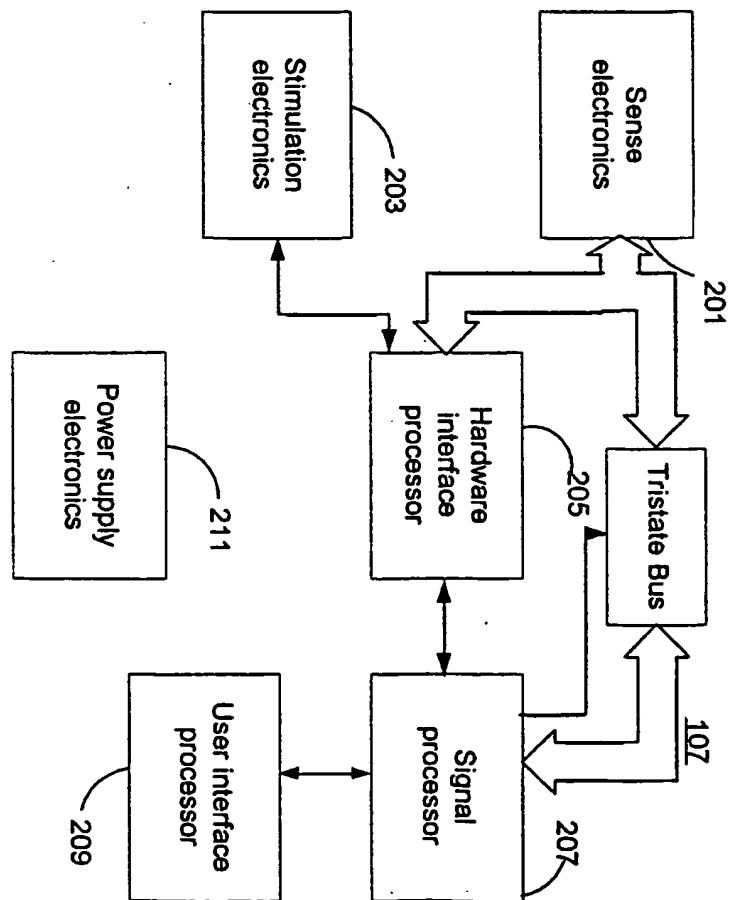 Sense
electronics
201
Stimulation
electronics
203
Tristate Bus
107
Hardware
interface
processor
205
Power supply
electronics
211
Signal
processor
207
User interface
processor
209